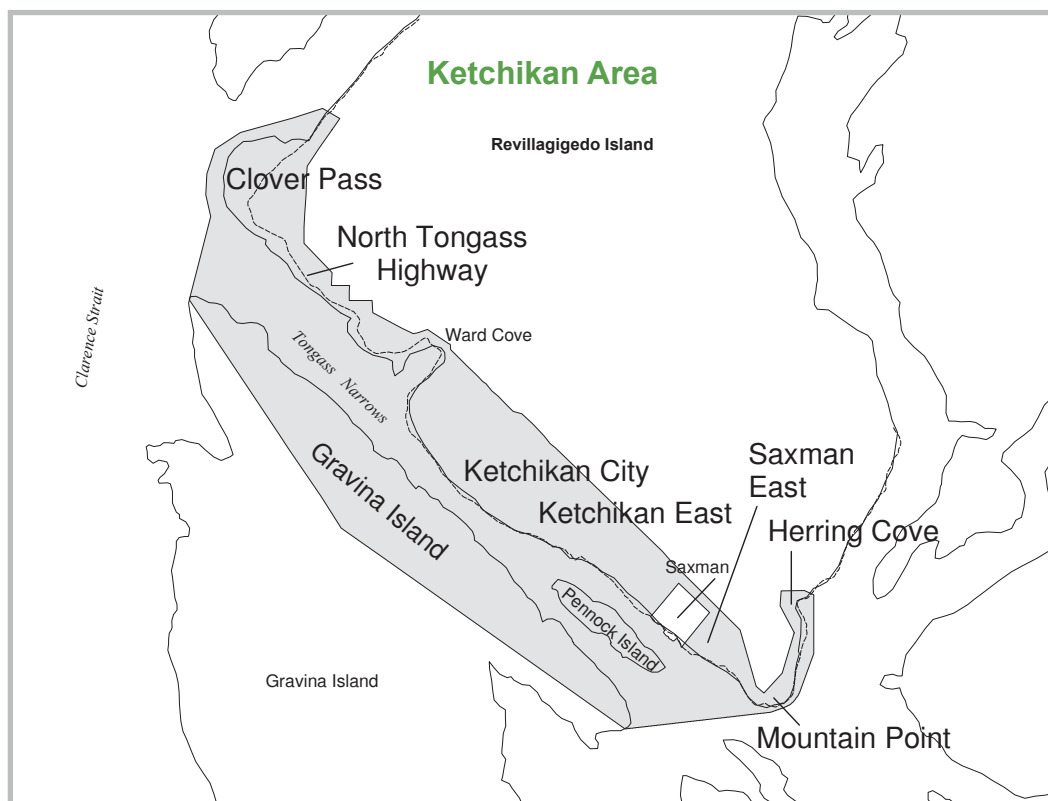 Ketchikan Area
Revillagigedo Island
Clover Pass
North Tongass
Highway
Clarence Strait
Tongass Narrows
Ward Cove
Gravina Island
Ketchikan City
Saxman
East
Ketchikan East
Herring Cove
Saxman
Pennock Island
Gravina Island
Mountain Point